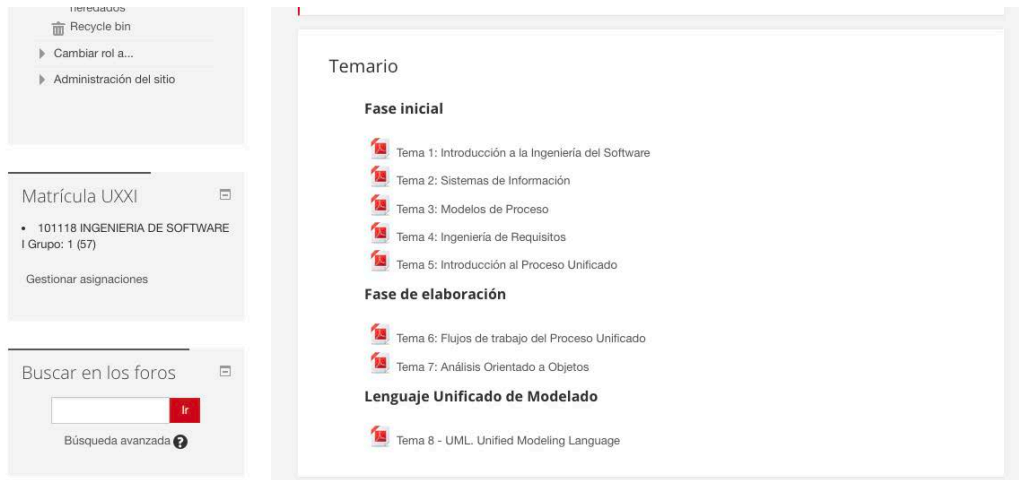 heredados
Recycle bin
Cambiar rol a...
Administración del sitio
Matrícula UXXI
• 101118 INGENIERIA DE SOFTWARE
I Grupo: 1 (57)
Gestionar asignaciones
Buscar en los foros
Ir
Búsqueda avanzada ?
Temario
Fase inicial
Tema 1: Introducción a la Ingeniería del Software
Tema 2: Sistemas de Información
Tema 3: Modelos de Proceso
Tema 4: Ingeniería de Requisitos
Tema 5: Introducción al Proceso Unificado
Fase de elaboración
Tema 6: Flujos de trabajo del Proceso Unificado
Tema 7: Análisis Orientado a Objetos
Lenguaje Unificado de Modelado
Tema 8 - UML. Unified Modeling Language